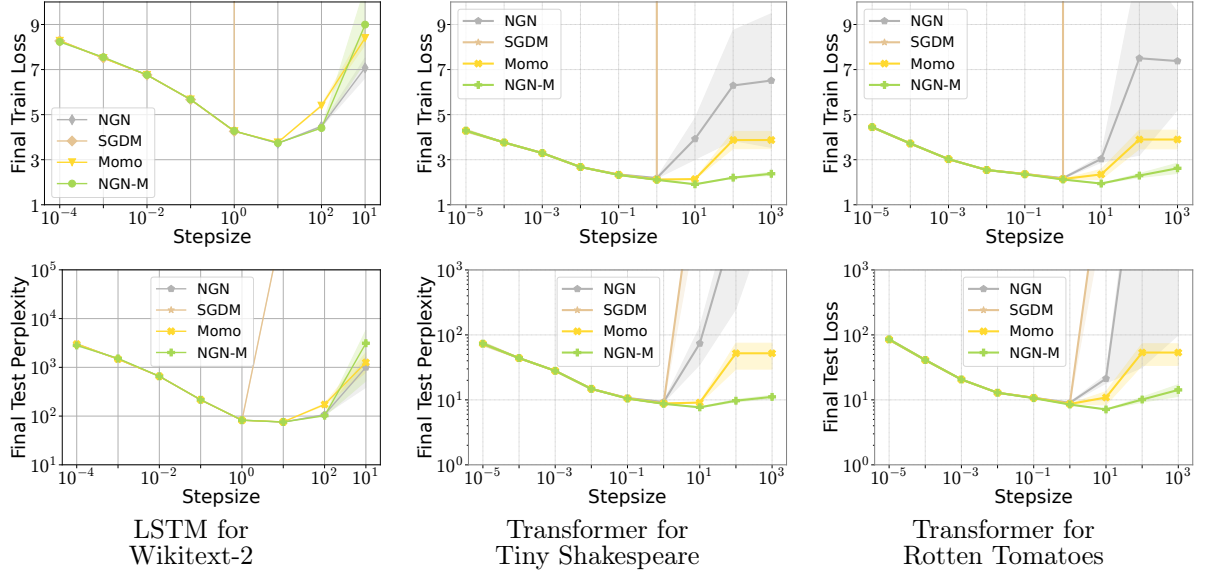 Final Train Loss
9
7
5
3
1
NGN
SGDM
Momo
NGN-M
10^{-4} 10^{-2} 10^{0} 10^{2} 10^{1}
Stepsize
Final Train Loss
9
7
5
3
1
NGN
SGDM
Momo
NGN-M
10^{-5} 10^{-3} 10^{-1} 10^{1} 10^{3}
Stepsize
Final Train Loss
9
7
5
3
1
NGN
SGDM
Momo
NGN-M
10^{-5} 10^{-3} 10^{-1} 10^{1} 10^{3}
Stepsize
Final Test Perplexity
10^{5}
10^{4}
10^{3}
10^{2}
10^{1}
NGN
SGDM
Momo
NGN-M
10^{-4} 10^{-2} 10^{0} 10^{2} 10^{1}
Stepsize
LSTM for
Wikitext-2
Final Test Perplexity
10^{3}
10^{2}
10^{1}
10^{0}
NGN
SGDM
Momo
NGN-M
10^{-5} 10^{-3} 10^{-1} 10^{1} 10^{3}
Stepsize
Transformer for
Tiny Shakespeare
Final Test Loss
10^{3}
10^{2}
10^{1}
10^{0}
NGN
SGDM
Momo
NGN-M
10^{-5} 10^{-3} 10^{-1} 10^{1} 10^{3}
Stepsize
Transformer for
Rotten Tomatoes